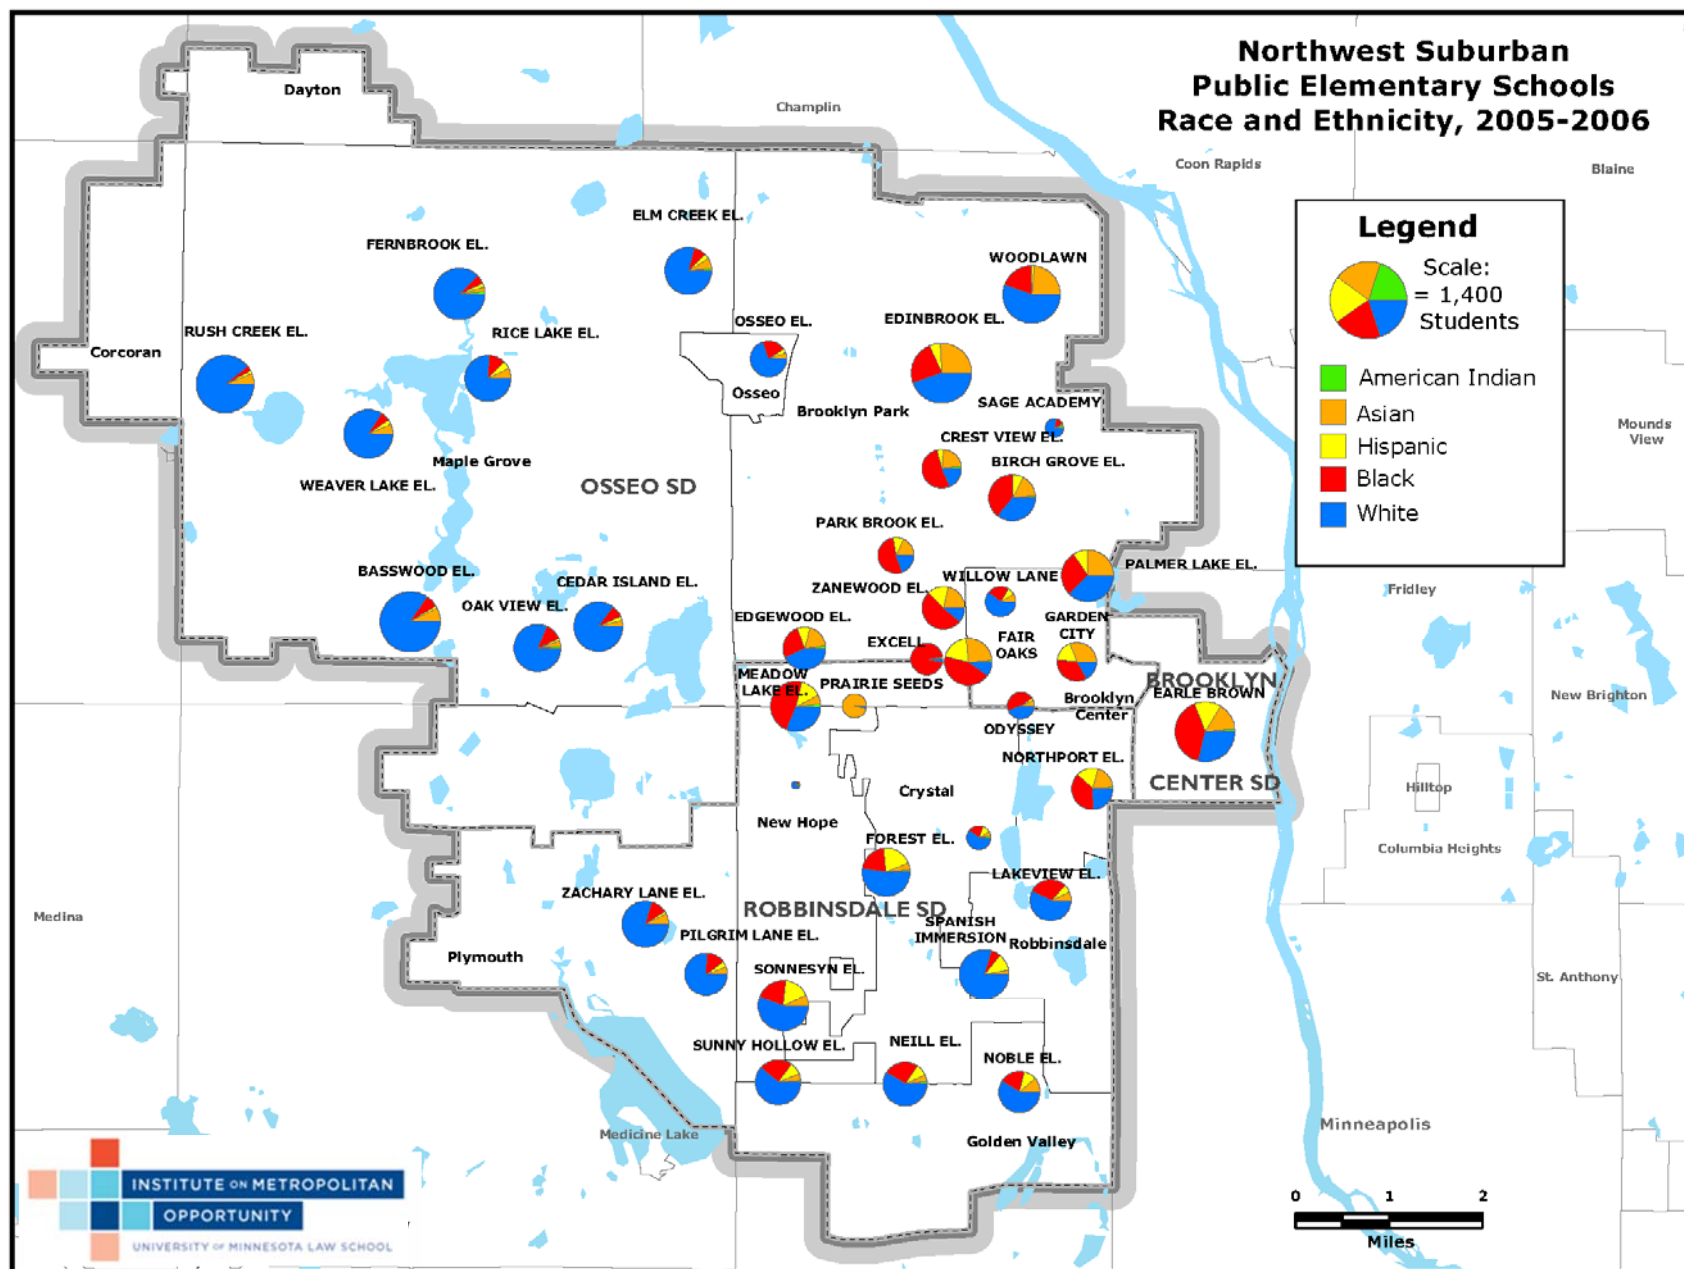 Northwest Suburban
Public Elementary Schools
Race and Ethnicity, 2005-2006
Dayton
Champlin
Coon Rapids
Blaine
Legend
Scale:
= 1,400
Students
American Indian
Asian
Hispanic
Black
White
ELM CREEK EL.
FERNBROOK EL.
WOODLAWN
RUSH CREEK EL.
RICE LAKE EL.
OSSEO EL.
EDINBROOK EL.
Corcoran
Osseo
Brooklyn Park
SAGE ACADEMY
Mounds
View
CREST VIEW EL.
BIRCH GROVE EL.
Maple Grove
WEAVER LAKE EL.
OSSEO SD
PARK BROOK EL.
BASSWOOD EL.
CEDAR ISLAND EL.
OAK VIEW EL.
ZANEWOOD EL.
WILLOW LANE
PALMER LAKE EL.
Fridley
EDGEWOOD EL.
GARDEN
CITY
EXCELL
FAIR
OAKS
MEADOW
LAKE EL.
PRAIRIE SEEDS
BROOKLYN
EARLE BROWN
New Brighton
Brooklyn
Center
ODYSSEY
NORTHPORT EL.
CENTER SD
Hilltop
Crystal
New Hope
FOREST EL.
Columbia Heights
LAKEVIEW EL.
ZACHARY LANE EL.
ROBBINSDALE SD
SPANISH
IMMERSION
Robbinsdale
Medina
PILGRIM LANE EL.
Plymouth
SONNESYN EL.
St. Anthony
SUNNY HOLLOW EL.
NEILL EL.
NOBLE EL.
Medicine Lake
Golden Valley
Minneapolis
INSTITUTE ON METROPOLITAN
OPPORTUNITY
UNIVERSITY OF MINNESOTA LAW SCHOOL
0 1 2
Miles